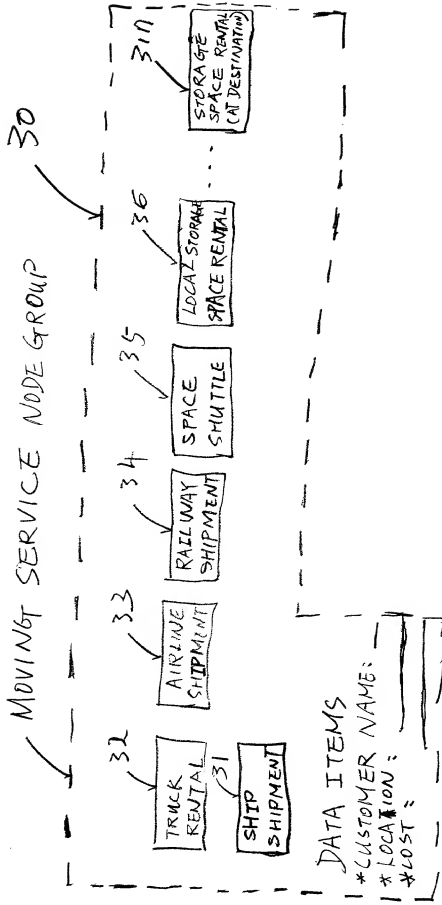 MOVING SERVICE NODE GROUP
30
32
TRUCK
RENTAL
33
AIRLINE
SHIPMENT
34
RAILWAY
SHIPMENT
35
SPACE
SHUTTLE
36
LOCAL STORAGE
SPACE RENTAL
...
31n
STORAGE
SPACE RENTAL
(AT DESTINATION)
31
SHIP
SHIPMENT
DATA ITEMS
*CUSTOMER NAME:
*LOCATION:
*COST: